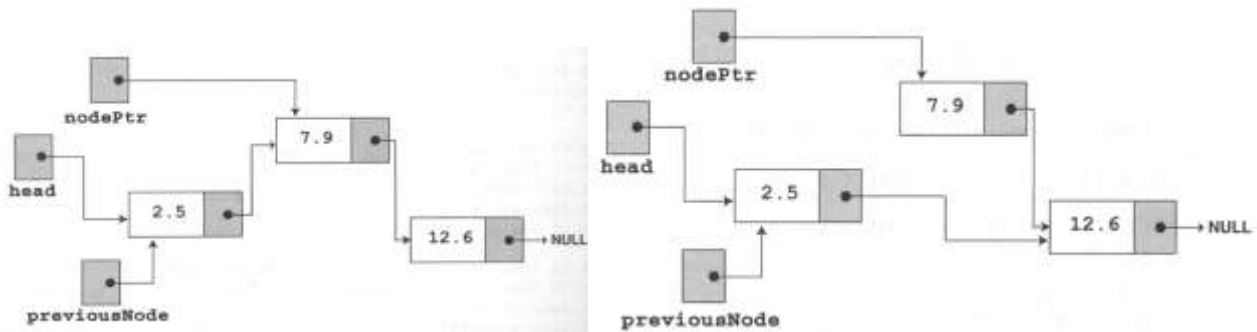 nodePtr
7.9
head
2.5
12.6
NULL
previousNode
nodePtr
7.9
head
2.5
12.6
NULL
previousNode